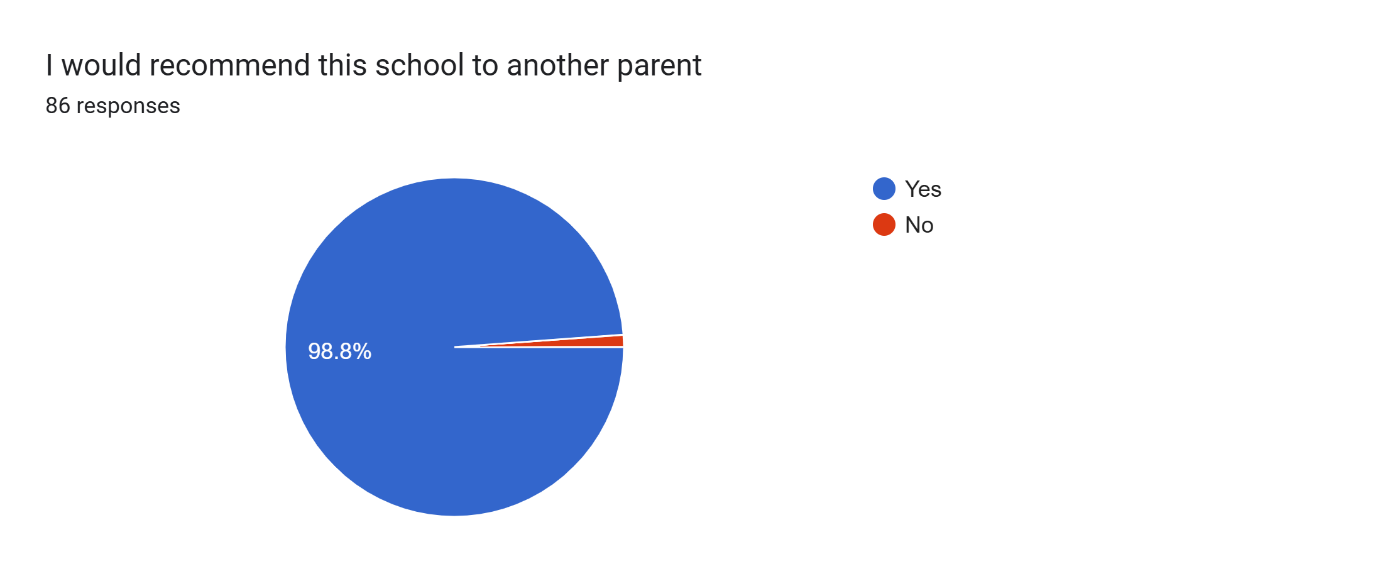 I would recommend this school to another parent
86 responses
Yes
No
98.8%